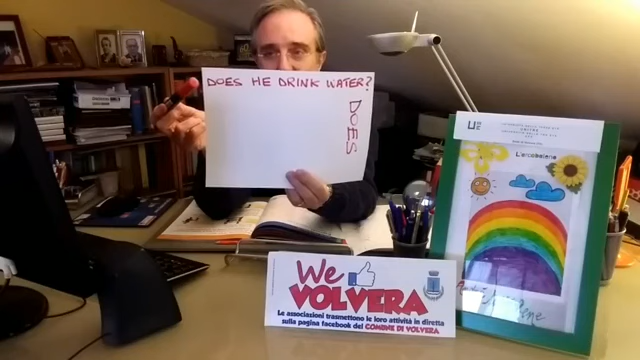 DOES HE DRINK WATER?
DOES
L'arcobaleno
We
VOLVERA
Le associazioni trasmettono le loro attività in diretta
sulla pagina facebook del COMUNE DI VOLVERA